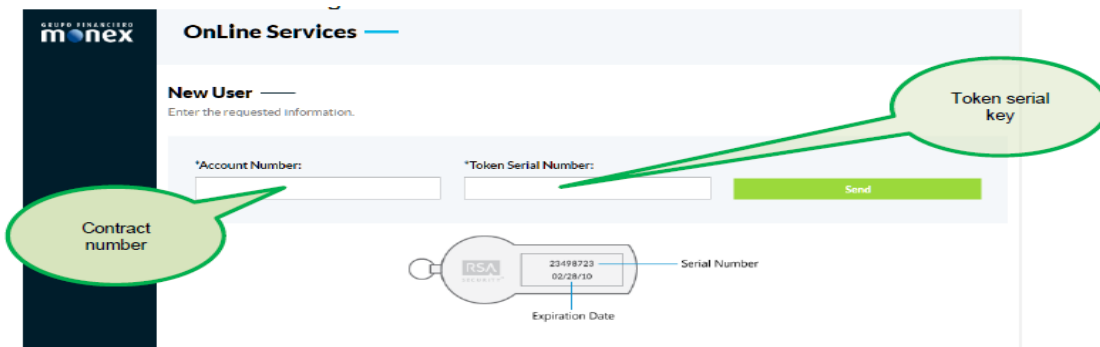 GRUPO FINANCIERO
monex
OnLine Services
New User
Enter the requested information.
Token serial
key
*Account Number:
*Token Serial Number:
Send
Contract
number
RSA
SECURITY
23498723
02/28/10
Serial Number
Expiration Date